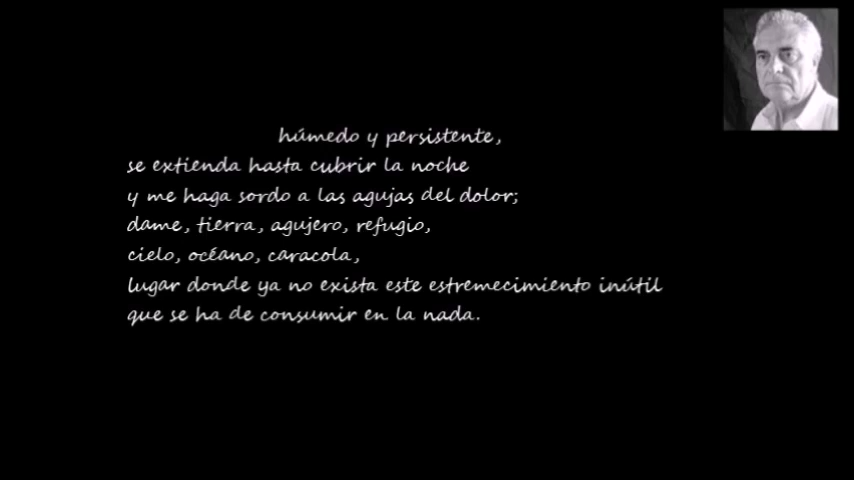 húmedo y persistente,
se extienda hasta cubrir la noche
y me haga sordo a las agujas del dolor;
dame, tierra, agujero, refugio,
cielo, océano, caracola,
lugar donde ya no exista este estremecimiento inútil
que se ha de consumir en la nada.